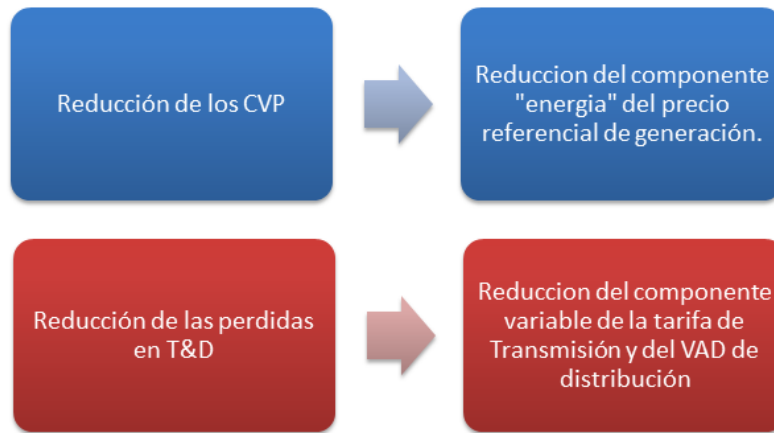 Reducción de los CVP
Reduccion del componente
"energia" del precio
referencial de generación.
Reducción de las perdidas
en T&D
Reduccion del componente
variable de la tarifa de
Transmisión y del VAD de
distribución